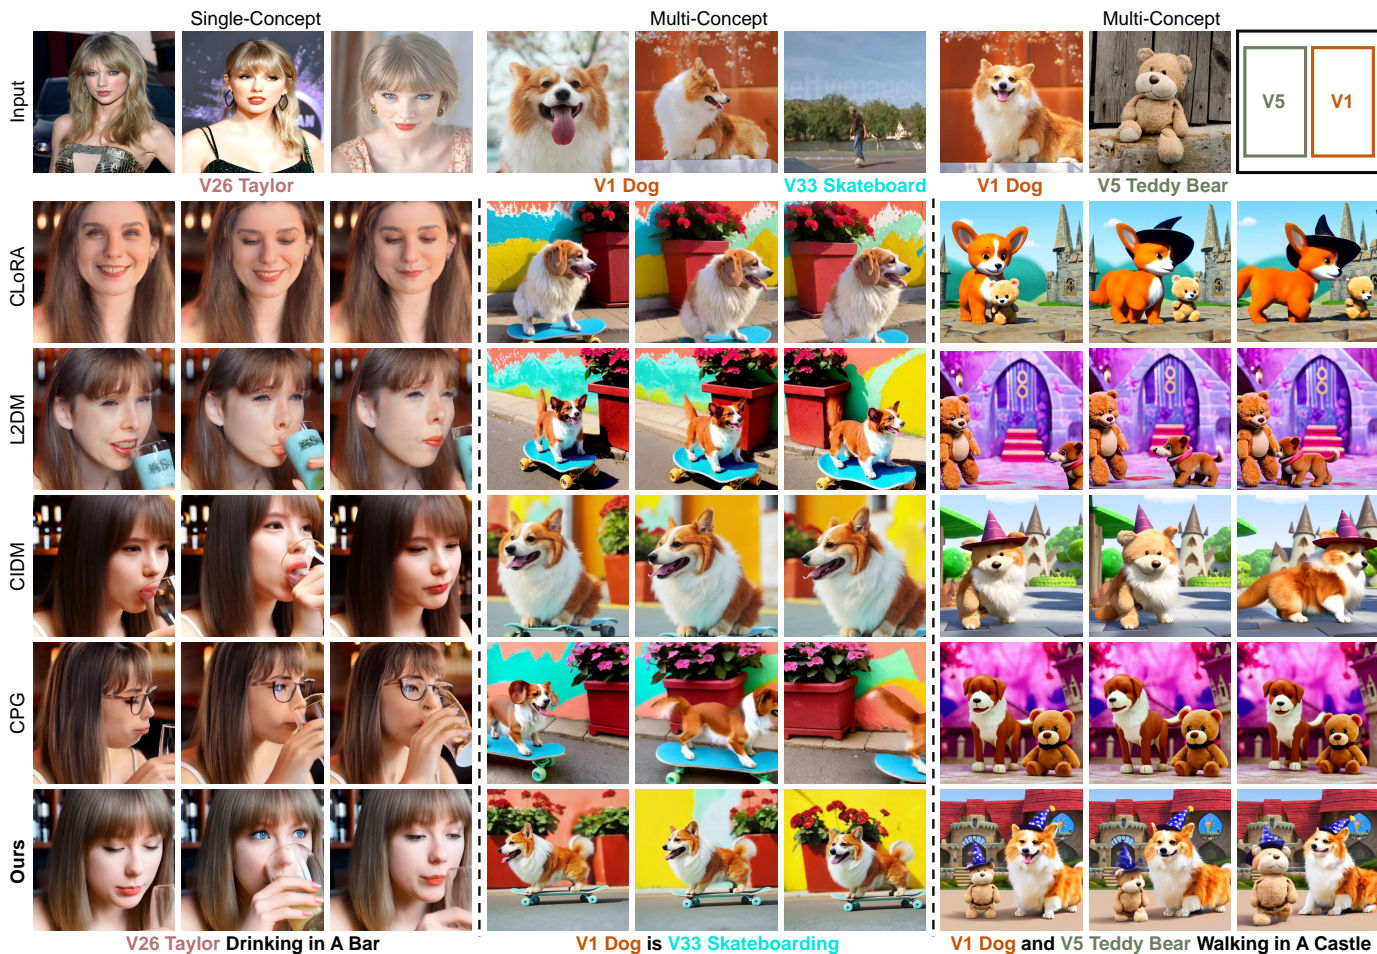 Single-Concept
Multi-Concept
Multi-Concept
Input
V5
V1
V26 Taylor
V1 Dog
V33 Skateboard
V1 Dog
V5 Teddy Bear
CLoRA
L2DM
CIDM
CPG
Ours
V26 Taylor Drinking in A Bar
V1 Dog is V33 Skateboarding
V1 Dog and V5 Teddy Bear Walking in A Castle